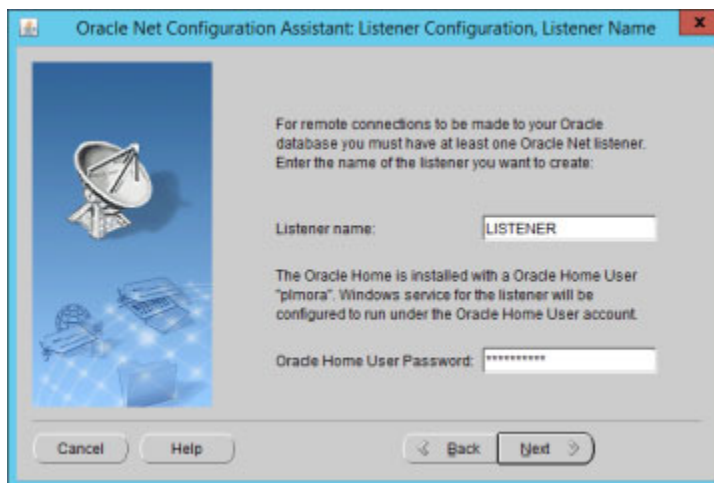 Oracle Net Configuration Assistant: Listener Configuration, Listener Name
x
For remote connections to be made to your Oracle
database you must have at least one Oracle Net listener.
Enter the name of the listener you want to create:
Listener name: LISTENER
The Oracle Home is installed with a Oracle Home User
"plmora". Windows service for the listener will be
configured to run under the Oracle Home User account.
Oracle Home User Password: **********
Cancel Help Back Next